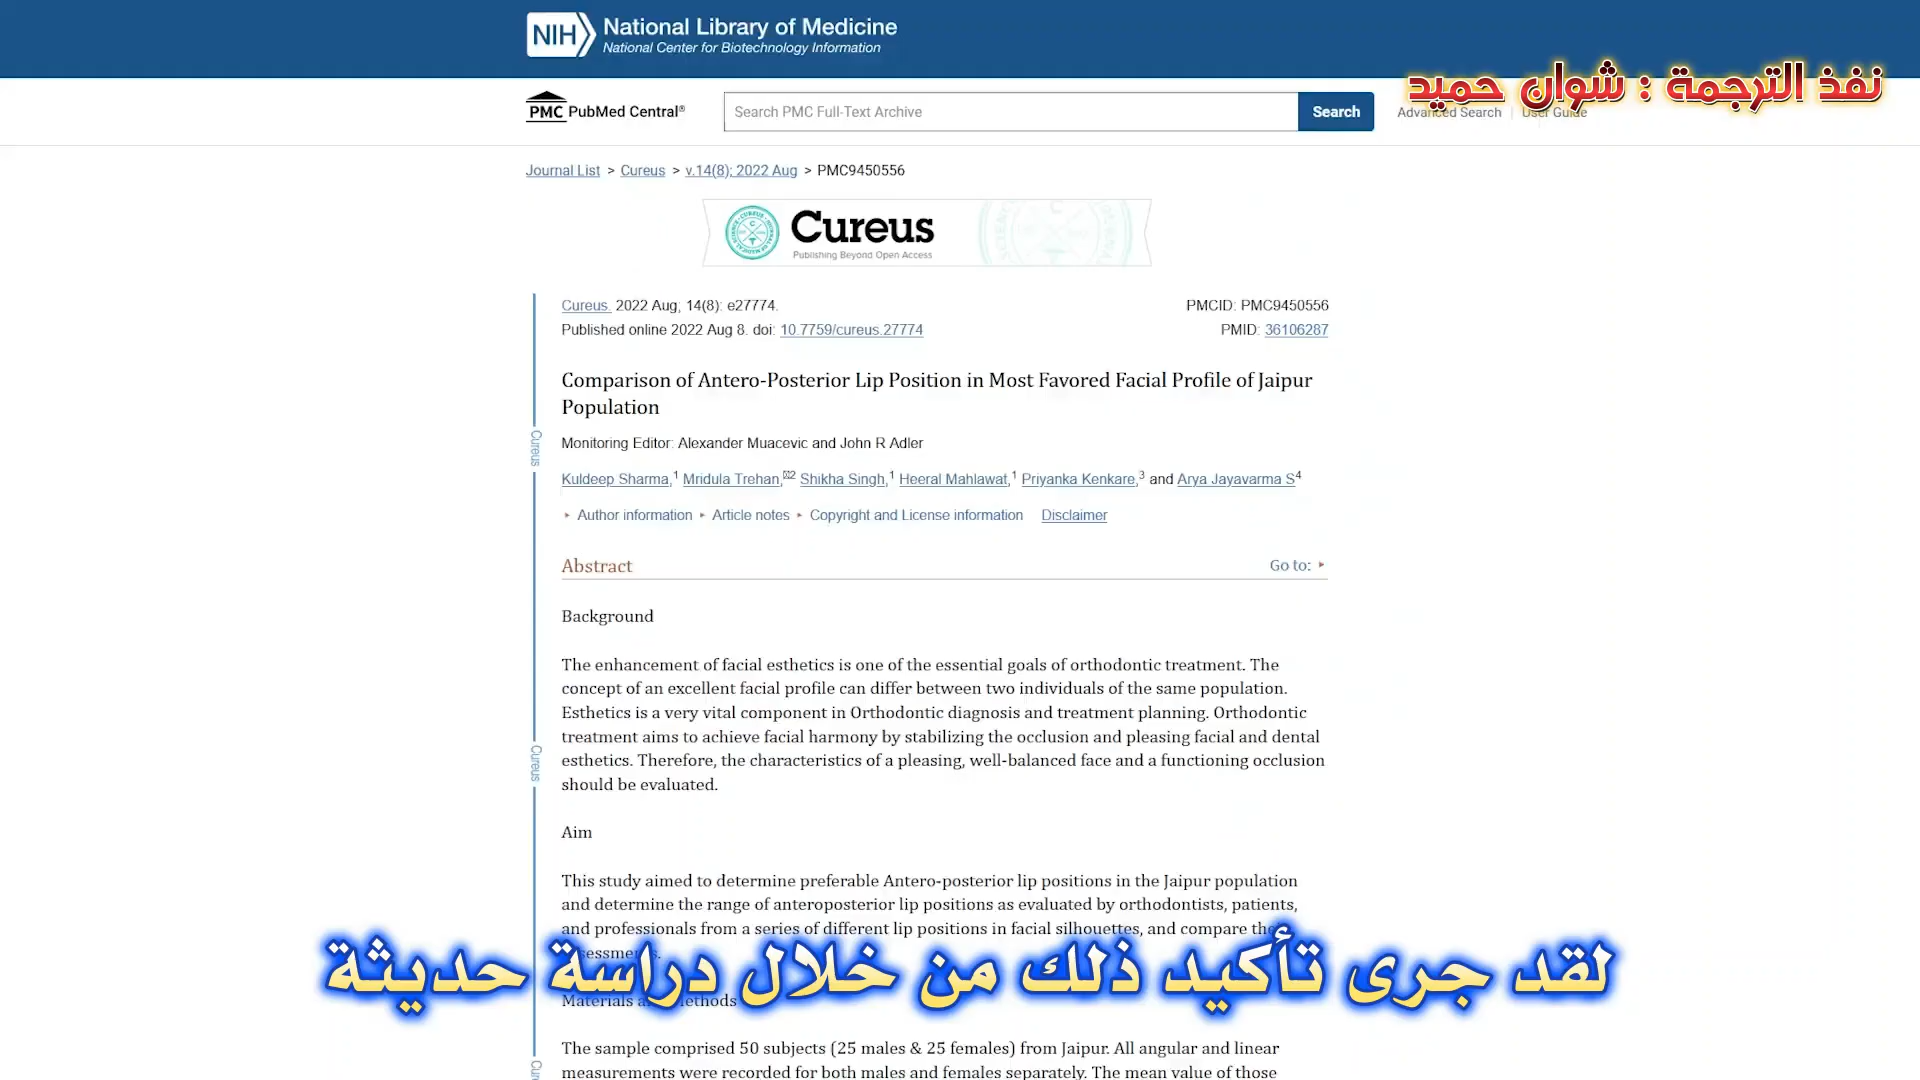 NIH National Library of Medicine
National Center for Biotechnology Information
نفذ الترجمة : شوان حميد
PMC PubMed Central®
Search PMC Full-Text Archive
Search
Advanced Search
User Guide
Journal List > Cureus > v.14(8); 2022 Aug > PMC9450556
Cureus
Publishing Beyond Open Access
Cureus. 2022 Aug; 14(8): e27774.
PMCID: PMC9450556
Published online 2022 Aug 8. doi: 10.7759/cureus.27774
PMID: 36106287
Comparison of Antero-Posterior Lip Position in Most Favored Facial Profile of Jaipur
Population
Monitoring Editor: Alexander Muacevic and John R Adler
Kuldeep Sharma,1 Mridula Trehan,✉2 Shikha Singh,1 Heeral Mahlawat,1 Priyanka Kenkare,3 and Arya Jayavarma S4
▸ Author information ▸ Article notes ▸ Copyright and License information Disclaimer
Abstract
Go to: ▸
Background
The enhancement of facial esthetics is one of the essential goals of orthodontic treatment. The
concept of an excellent facial profile can differ between two individuals of the same population.
Esthetics is a very vital component in Orthodontic diagnosis and treatment planning. Orthodontic
treatment aims to achieve facial harmony by stabilizing the occlusion and pleasing facial and dental
esthetics. Therefore, the characteristics of a pleasing, well-balanced face and a functioning occlusion
should be evaluated.
Aim
This study aimed to determine preferable Antero-posterior lip positions in the Jaipur population
and determine the range of anteroposterior lip positions as evaluated by orthodontists, patients,
and professionals from a series of different lip positions in facial silhouettes, and compare
لقد جرى تأكيد ذلك من خلال دراسة حديثة
Materials
The sample comprised 50 subjects (25 males & 25 females) from Jaipur. All angular and linear
measurements were recorded for both males and females separately. The mean value of those
Cureus
Cureus